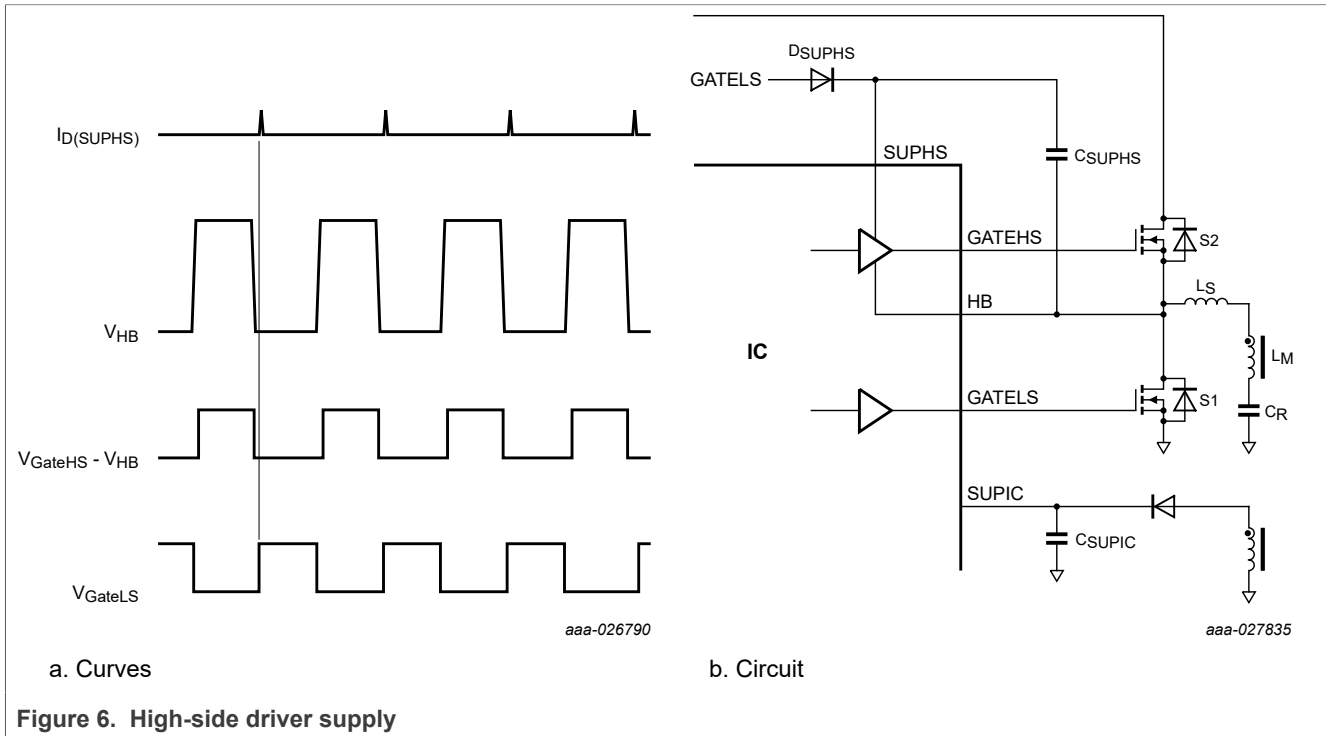 ID(SUPHS)
VHB
VGateHS - VHB
VGateLS
aaa-026790
a. Curves
DSUPHS
GATELS
SUPHS
CSUPHS
GATEHS
S2
LS
HB
IC
LM
GATELS
S1
CR
SUPIC
CSUPIC
aaa-027835
b. Circuit
Figure 6. High-side driver supply